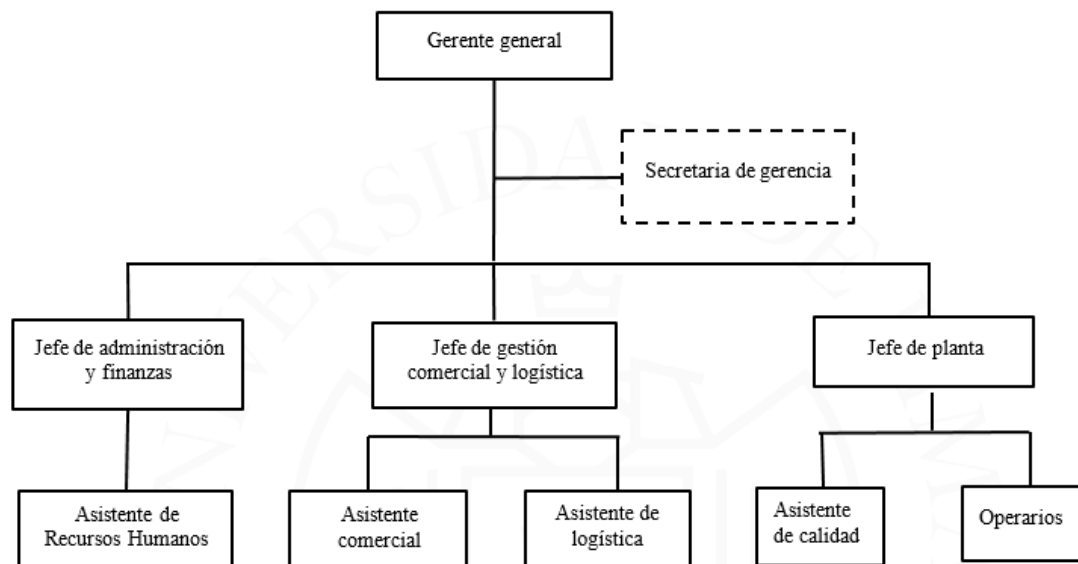 Gerente general
Secretaria de gerencia
Jefe de administración
y finanzas
Jefe de gestión
comercial y logística
Jefe de planta
Asistente de
Recursos Humanos
Asistente
comercial
Asistente de
logística
Asistente
de calidad
Operarios